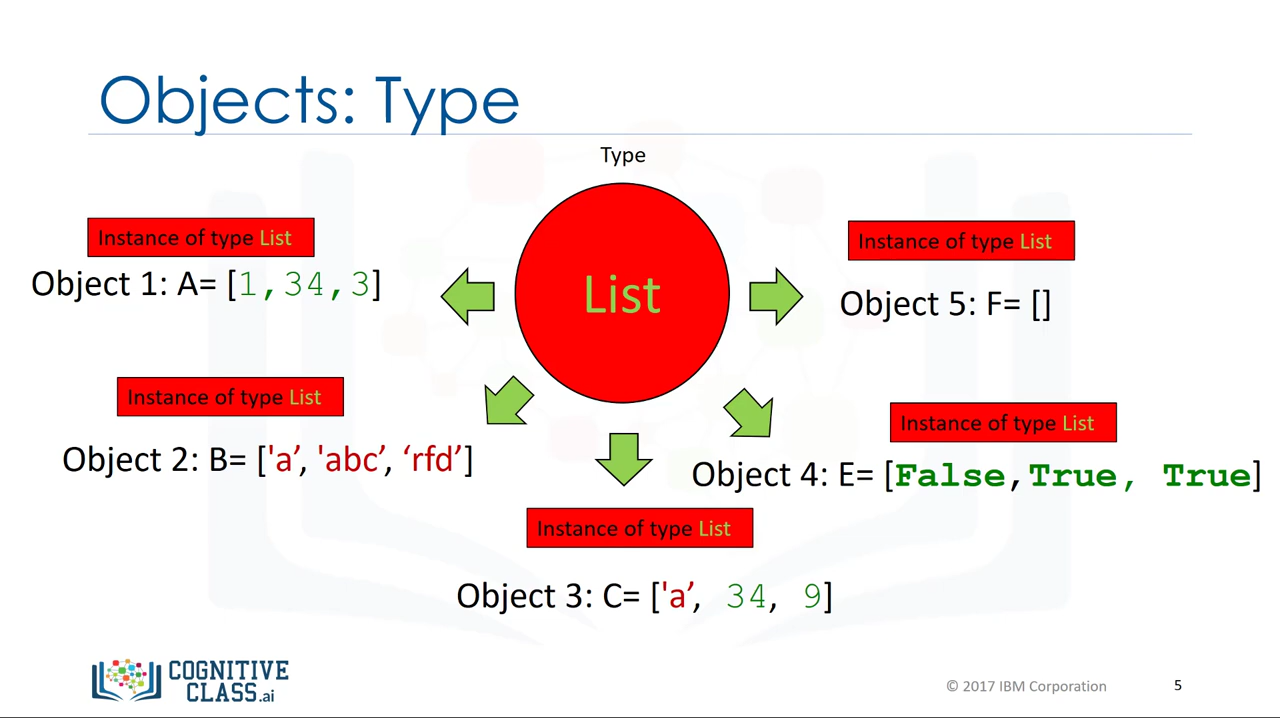 Objects: Type
Type
List
Instance of type List
Object 1: A= [1,34,3]
Instance of type List
Object 2: B= ['a’, 'abc’, ‘rfd’]
Instance of type List
Object 3: C= ['a’, 34, 9]
Instance of type List
Object 4: E= [False,True, True]
Instance of type List
Object 5: F= []
COGNITIVE
CLASS.ai
© 2017 IBM Corporation
5